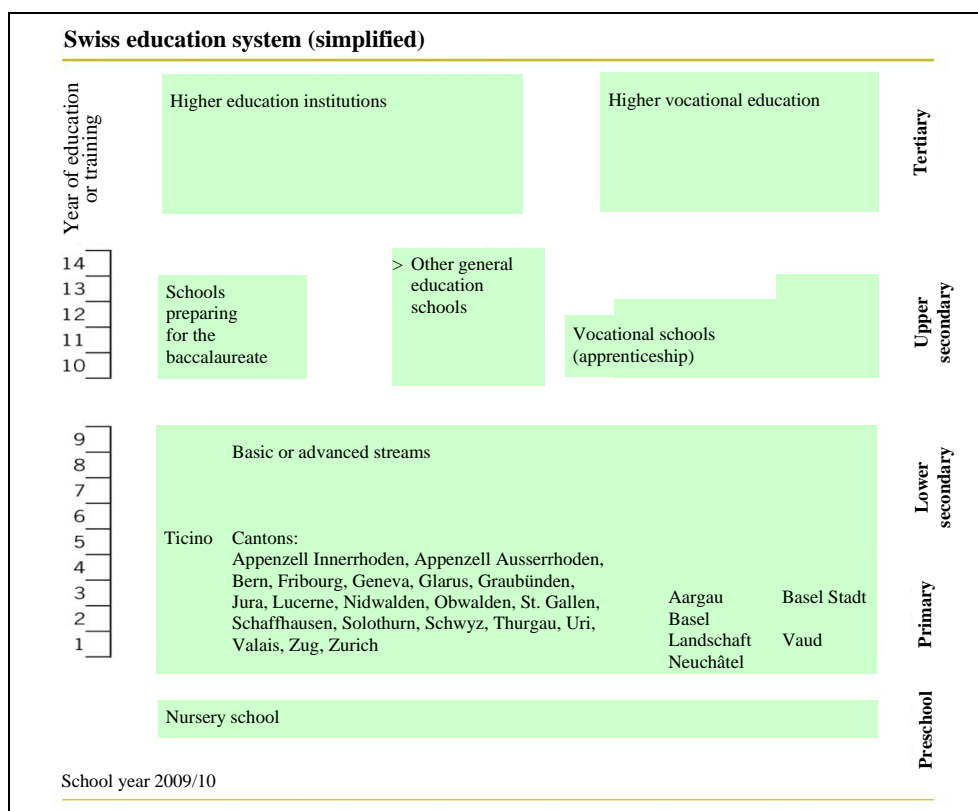 Swiss education system (simplified)
Year of education
or training
Higher education institutions
Higher vocational education
Tertiary
14
13
12
11
10
Schools
preparing
for the
baccalaureate
> Other general
education
schools
Vocational schools
(apprenticeship)
Upper
secondary
9
8
7
6
5
4
3
2
1
Basic or advanced streams
Ticino
Cantons:
Appenzell Innerrhoden, Appenzell Ausserrhoden,
Bern, Fribourg, Geneva, Glarus, Graubünden,
Jura, Lucerne, Nidwalden, Obwalden, St. Gallen,
Schaffhausen, Solothurn, Schwyz, Thurgau, Uri,
Valais, Zug, Zurich
Aargau
Basel
Landschaft
Neuchâtel
Basel Stadt
Vaud
Lower
secondary
Primary
Nursery school
Preschool
School year 2009/10